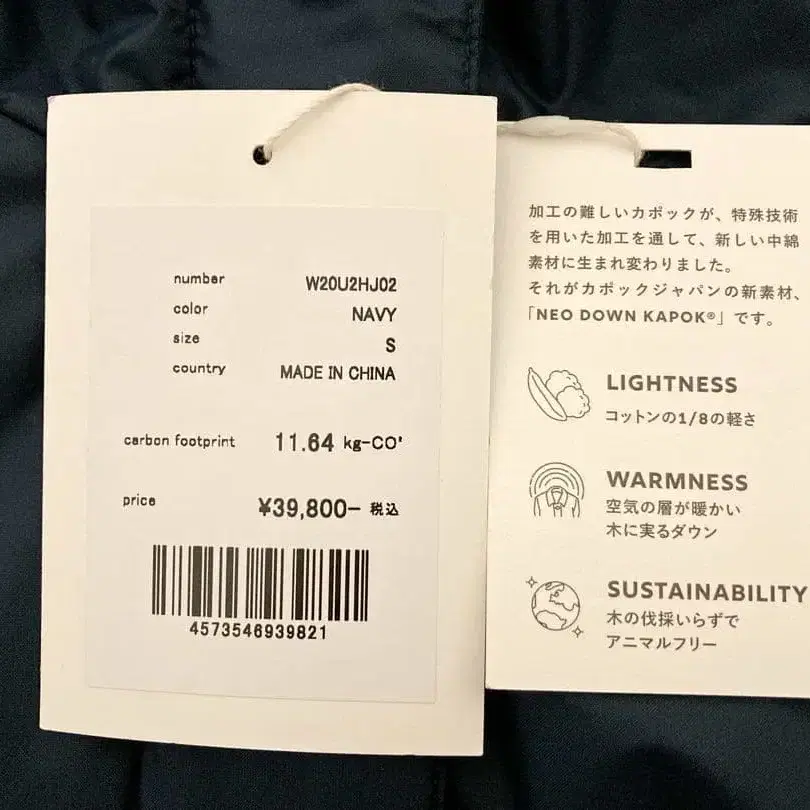 number W20U2HJ02
color NAVY
size S
country MADE IN CHINA
carbon footprint 11.64 kg-CO²
price ¥39,800- 税込
4573546939821
加工の難しいカポックが、特殊技術
を用いた加工を通して、新しい中綿
素材に生まれ変わりました。
それがカポックジャパンの新素材、
「NEO DOWN KAPOK®」です。
LIGHTNESS
コットンの1/8の軽さ
WARMNESS
空気の層が暖かい
木に実るダウン
SUSTAINABILITY
木の伐採いらずで
アニマルフリー